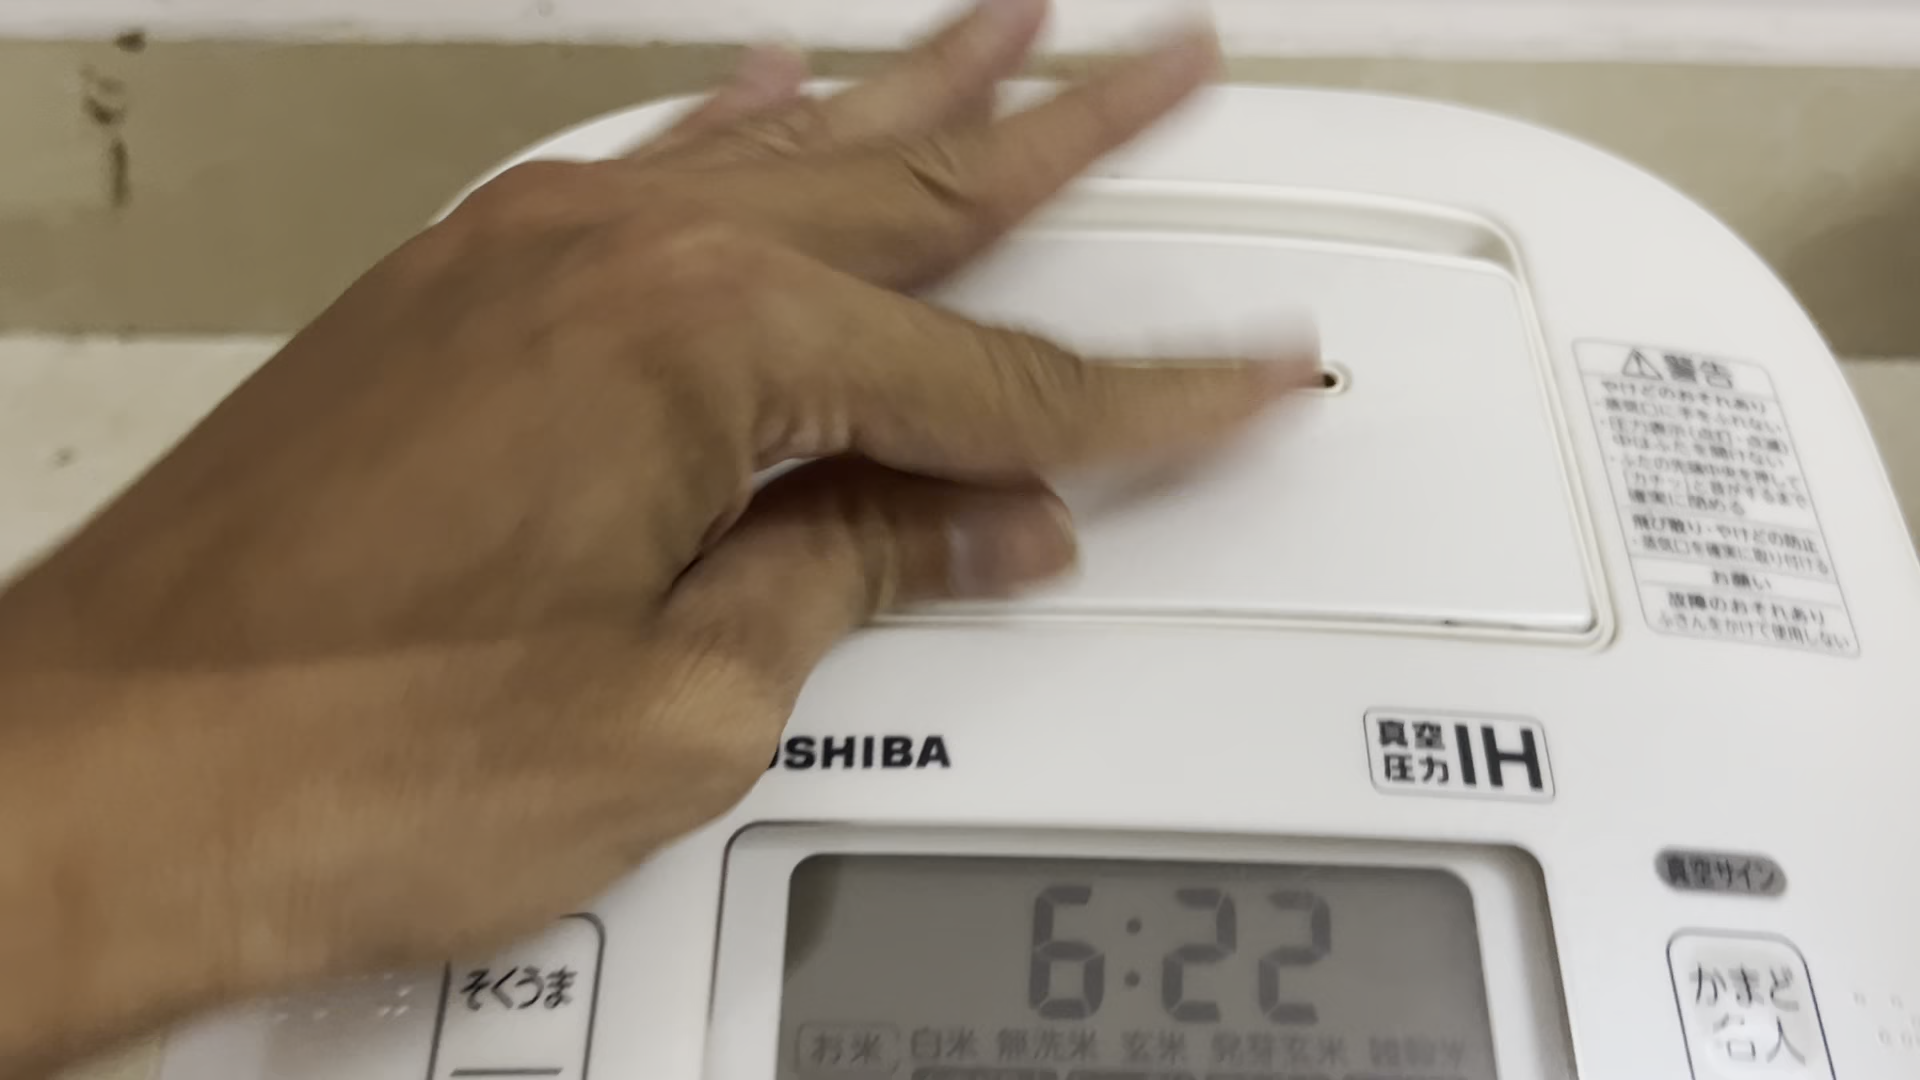 警告
やけどのおそれあり
・蒸気口に手をふれない
・圧力表示(点灯・点滅)
中はふたを開けない
・ふたの先端中央を押して
「カチッ」と音がするまで
確実に閉める
飛び散り・やけどの防止
・蒸気口を確実に取り付ける
お願い
故障のおそれあり
ふきんをかけて使用しない
OSHIBA
真空
圧力 IH
真空サイン
6:22
そくうま
かまど
名人
お米 白米 無洗米 玄米 発芽玄米 雑穀米